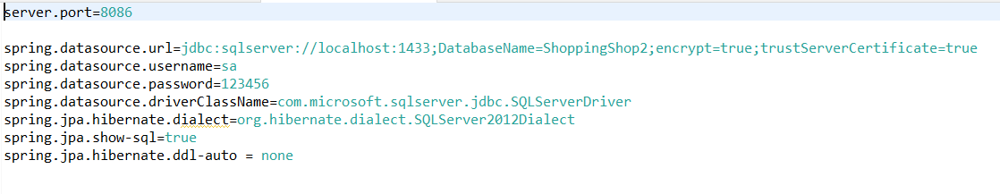 server.port=8086
spring.datasource.url=jdbc:sqlserver://localhost:1433;DatabaseName=ShoppingShop2;encrypt=true;trustServerCertificate=true
spring.datasource.username=sa
spring.datasource.password=123456
spring.datasource.driverClassName=com.microsoft.sqlserver.jdbc.SQLServerDriver
spring.jpa.hibernate.dialect=org.hibernate.dialect.SQLServer2012Dialect
spring.jpa.show-sql=true
spring.jpa.hibernate.ddl-auto = none